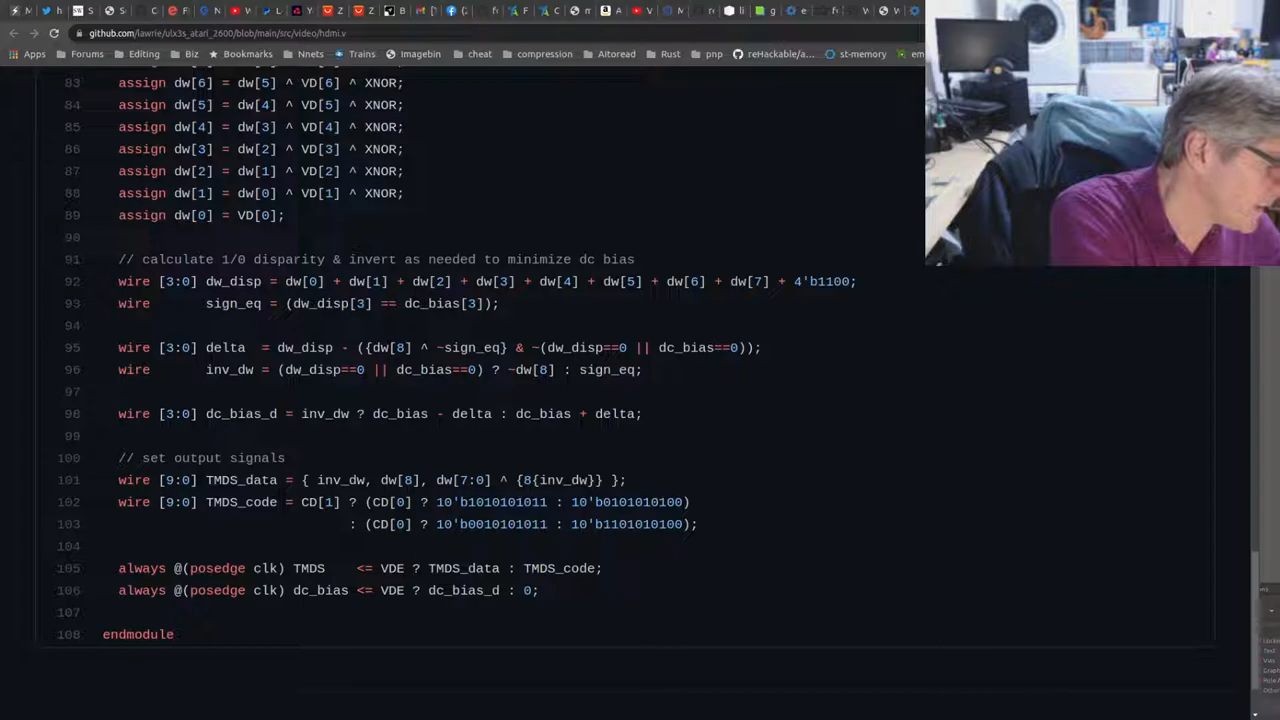 github.com/lawrie/ulx3s_atari_2600/blob/main/src/video/hdmi.v
Apps Forums Editing Biz Bookmarks Nnets Trains Imagebin cheat compression Aitoread Rust pnp reHackable/a... st-memory em
83 assign dw[6] = dw[5] ^ VD[6] ^ XNOR;
84 assign dw[5] = dw[4] ^ VD[5] ^ XNOR;
85 assign dw[4] = dw[3] ^ VD[4] ^ XNOR;
86 assign dw[3] = dw[2] ^ VD[3] ^ XNOR;
87 assign dw[2] = dw[1] ^ VD[2] ^ XNOR;
88 assign dw[1] = dw[0] ^ VD[1] ^ XNOR;
89 assign dw[0] = VD[0];
90
91 // calculate 1/0 disparity & invert as needed to minimize dc bias
92 wire [3:0] dw_disp = dw[0] + dw[1] + dw[2] + dw[3] + dw[4] + dw[5] + dw[6] + dw[7] + 4'b1100;
93 wire sign_eq = (dw_disp[3] == dc_bias[3]);
94
95 wire [3:0] delta = dw_disp - ({dw[8] ^ ~sign_eq} & ~(dw_disp==0 || dc_bias==0));
96 wire inv_dw = (dw_disp==0 || dc_bias==0) ? ~dw[8] : sign_eq;
97
98 wire [3:0] dc_bias_d = inv_dw ? dc_bias - delta : dc_bias + delta;
99
100 // set output signals
101 wire [9:0] TMDS_data = { inv_dw, dw[8], dw[7:0] ^ {8{inv_dw}} };
102 wire [9:0] TMDS_code = CD[1] ? (CD[0] ? 10'b1010101011 : 10'b0101010100)
103 : (CD[0] ? 10'b0010101011 : 10'b1101010100);
104
105 always @(posedge clk) TMDS <= VDE ? TMDS_data : TMDS_code;
106 always @(posedge clk) dc_bias <= VDE ? dc_bias_d : 0;
107
108 endmodule